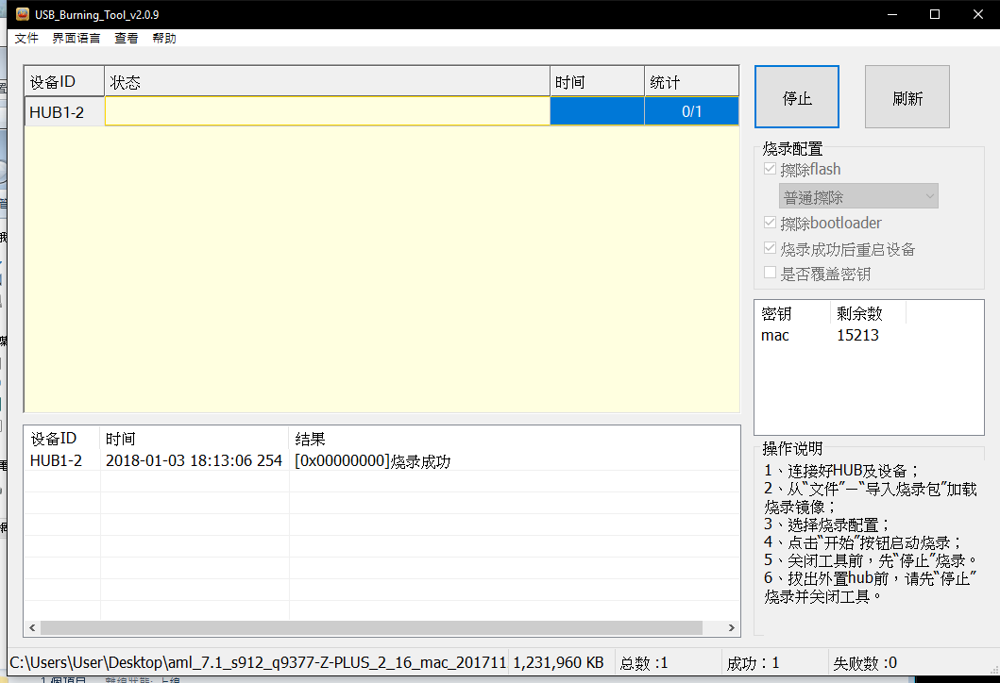 USB_Burning_Tool_v2.0.9
文件 界面语言 查看 帮助
设备ID 状态 时间 统计
HUB1-2 0/1
停止 刷新
烧录配置
擦除flash
普通擦除
擦除bootloader
烧录成功后重启设备
是否覆盖密钥
密钥 剩余数
mac 15213
设备ID 时间 结果
HUB1-2 2018-01-03 18:13:06 254 [0x00000000]烧录成功
操作说明
1、连接好HUB及设备；
2、从“文件”—“导入烧录包”加载
烧录镜像；
3、选择烧录配置；
4、点击“开始”按钮启动烧录；
5、关闭工具前，先“停止”烧录。
6、拔出外置hub前，请先“停止”
烧录并关闭工具。
C:\Users\User\Desktop\aml_7.1_s912_q9377-Z-PLUS_2_16_mac_201711 1,231,960 KB 总数 :1 成功：1 失败数 :0